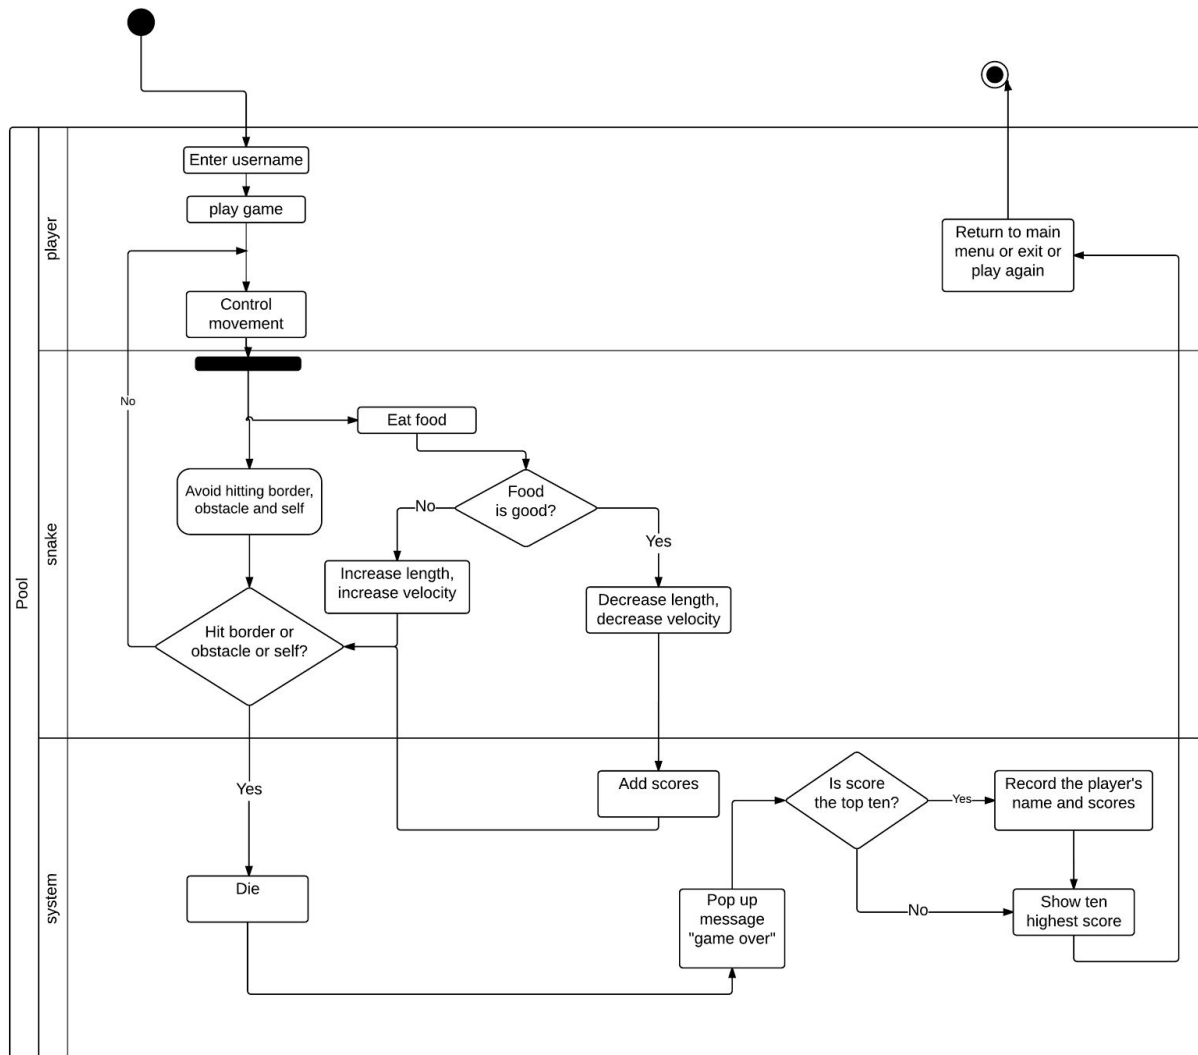 Enter username
play game
player
Return to main
menu or exit or
play again
Control
movement
No
Eat food
Avoid hitting border,
obstacle and self
Food
is good?
No
Yes
snake
Pool
Increase length,
increase velocity
Decrease length,
decrease velocity
Hit border or
obstacle or self?
Yes
Add scores
Is score
the top ten?
Yes
Record the player's
name and scores
system
Die
Pop up
message
"game over"
No
Show ten
highest score